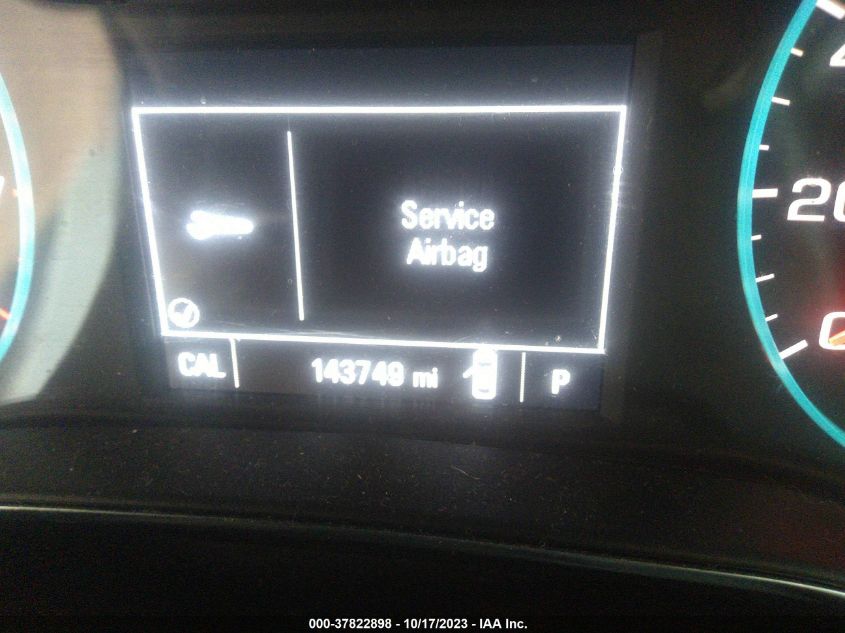 Service
Airbag
CAL 143749 mi P
20
000-37822898 - 10/17/2023 - IAA Inc.